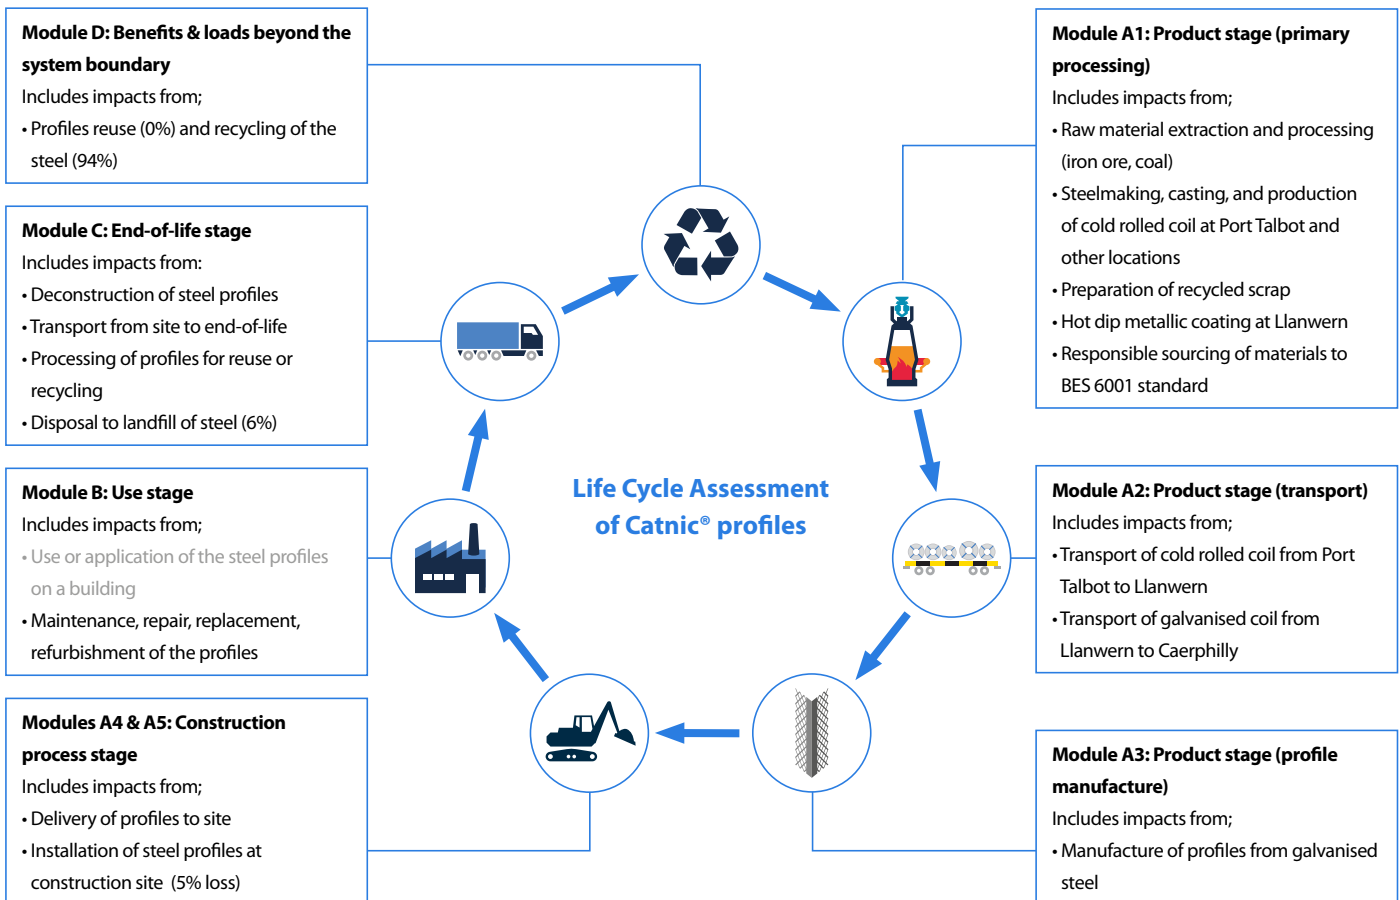 Module D: Benefits & loads beyond the
system boundary
Includes impacts from;
• Profiles reuse (0%) and recycling of the
steel (94%)
Module C: End-of-life stage
Includes impacts from:
• Deconstruction of steel profiles
• Transport from site to end-of-life
• Processing of profiles for reuse or
recycling
• Disposal to landfill of steel (6%)
Module B: Use stage
Includes impacts from;
• Use or application of the steel profiles
on a building
• Maintenance, repair, replacement,
refurbishment of the profiles
Modules A4 & A5: Construction
process stage
Includes impacts from;
• Delivery of profiles to site
• Installation of steel profiles at
construction site (5% loss)
Life Cycle Assessment
of Catnic® profiles
Module A1: Product stage (primary
processing)
Includes impacts from;
• Raw material extraction and processing
(iron ore, coal)
• Steelmaking, casting, and production
of cold rolled coil at Port Talbot and
other locations
• Preparation of recycled scrap
• Hot dip metallic coating at Llanwern
• Responsible sourcing of materials to
BES 6001 standard
Module A2: Product stage (transport)
Includes impacts from;
• Transport of cold rolled coil from Port
Talbot to Llanwern
• Transport of galvanised coil from
Llanwern to Caerphilly
Module A3: Product stage (profile
manufacture)
Includes impacts from;
• Manufacture of profiles from galvanised
steel